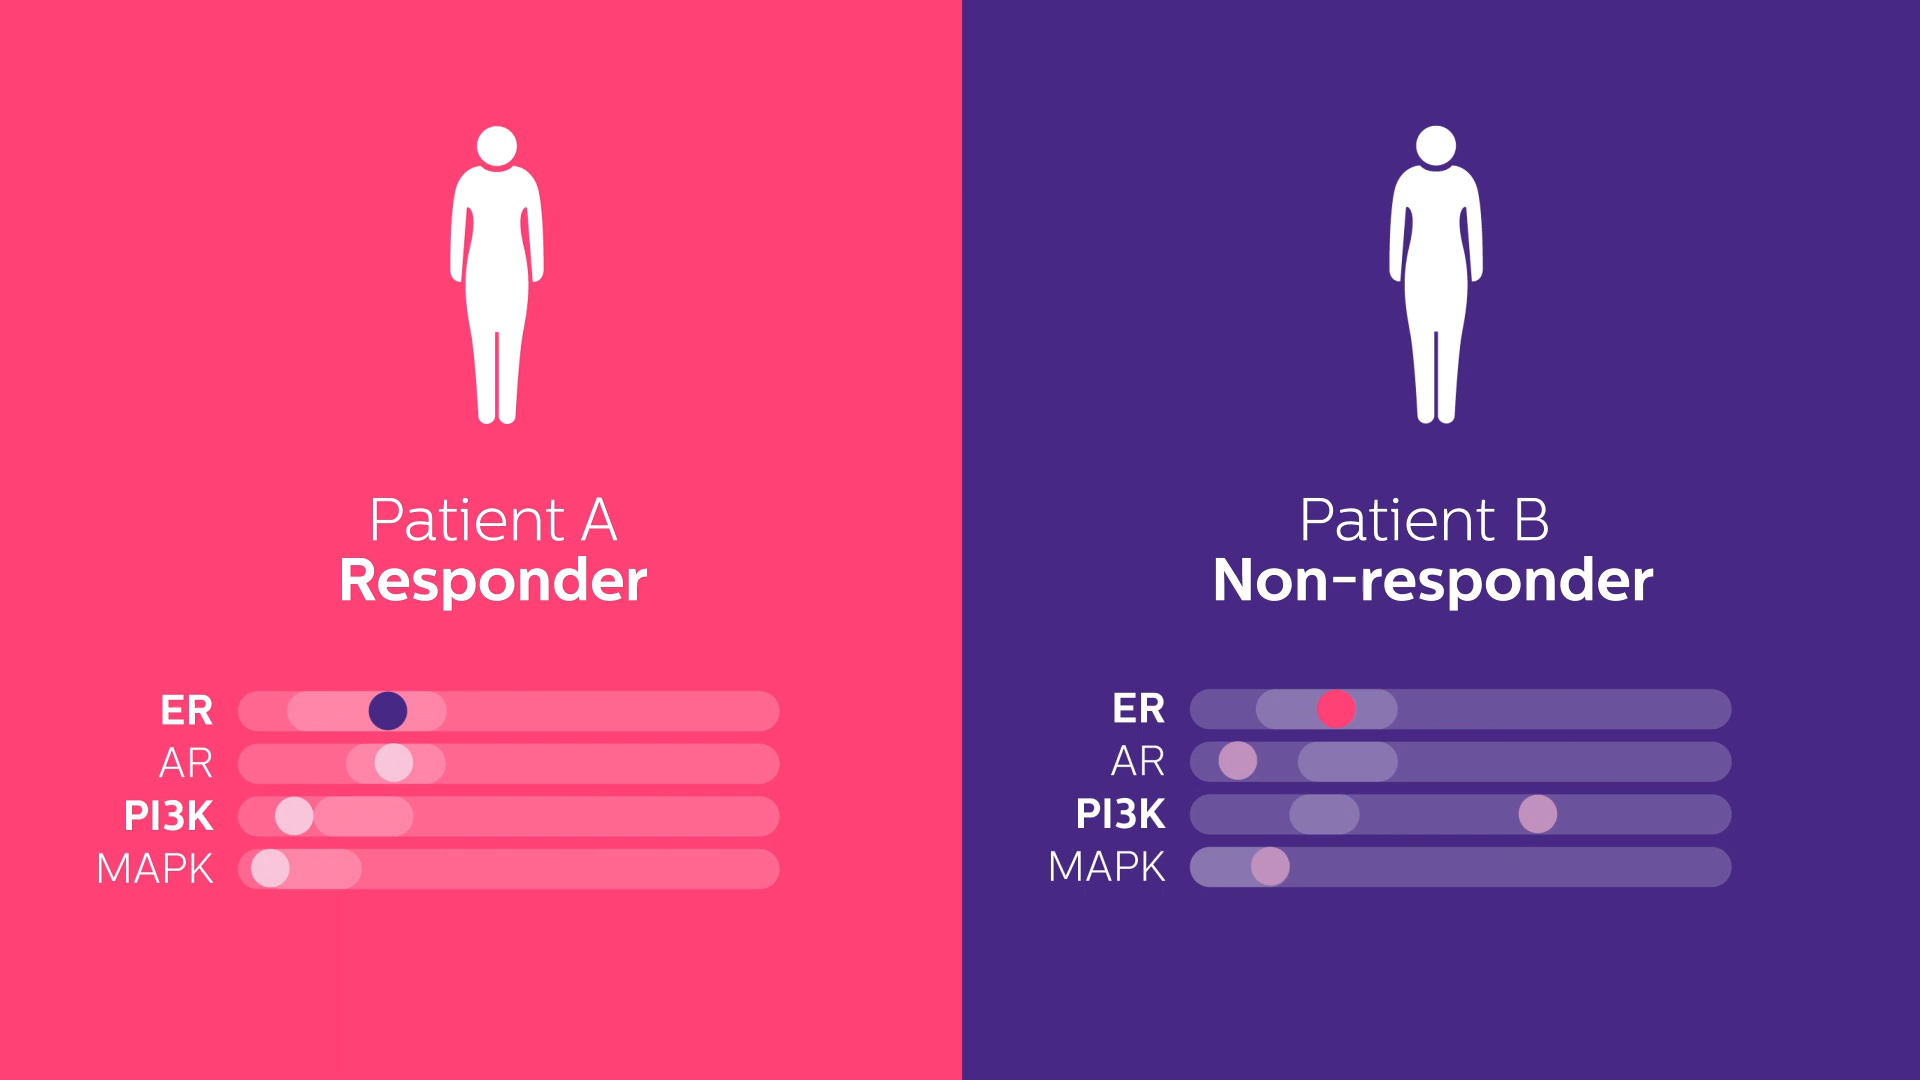 Patient A
Responder
ER
AR
PI3K
MAPK
Patient B
Non-responder
ER
AR
PI3K
MAPK